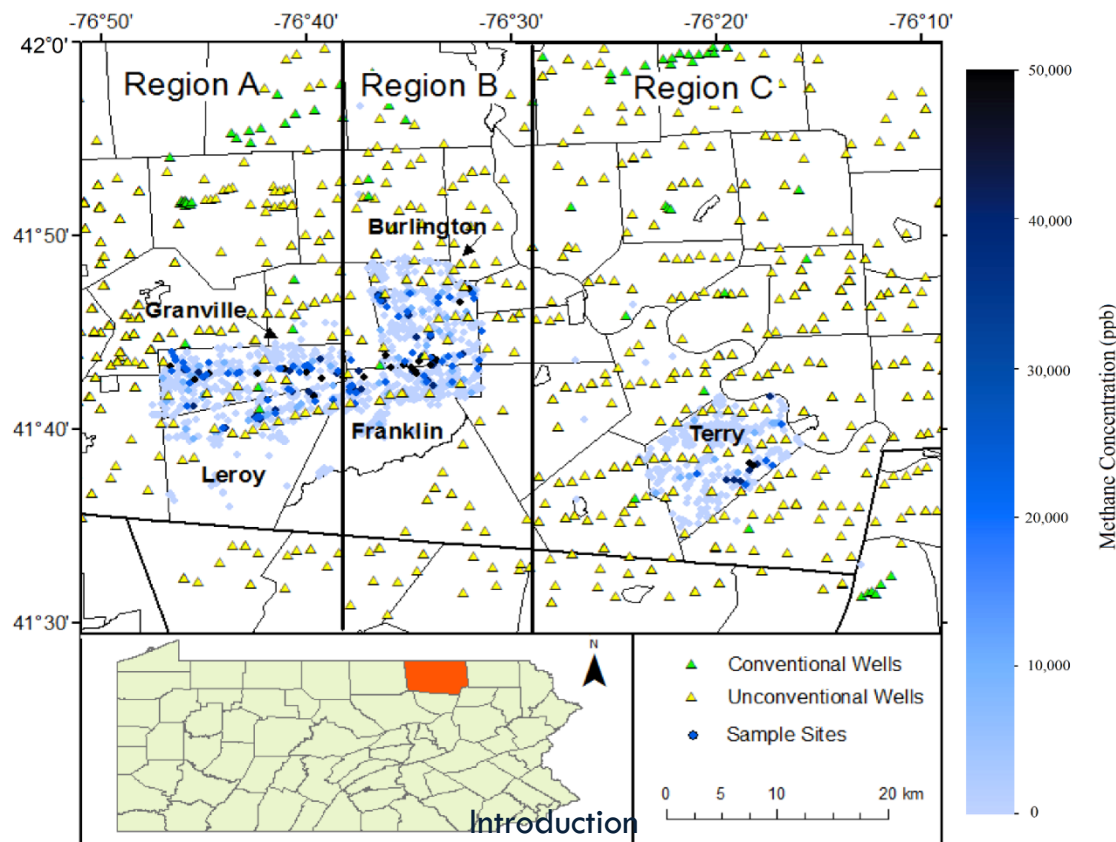 -76°50'
-76°40'
-76°30'
-76°20'
-76°10'
42°0'
41°50'
41°40'
41°30'
Region A
Region B
Region C
Burlington
Granville
Terry
Franklin
Leroy
50,000
40,000
30,000
20,000
10,000
0
Methane Concentration (ppb)
N
Conventional Wells
Unconventional Wells
Sample Sites
0 5 10 20 km
Introduction